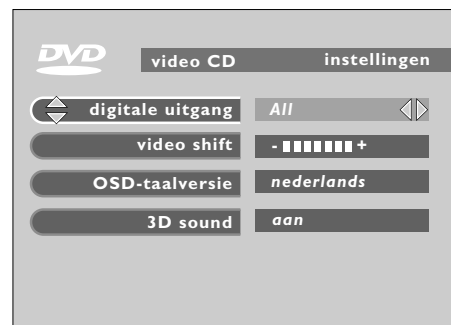 DVD
video CD instellingen
digitale uitgang All
video shift - +
OSD-taalversie nederlands
3D sound aan